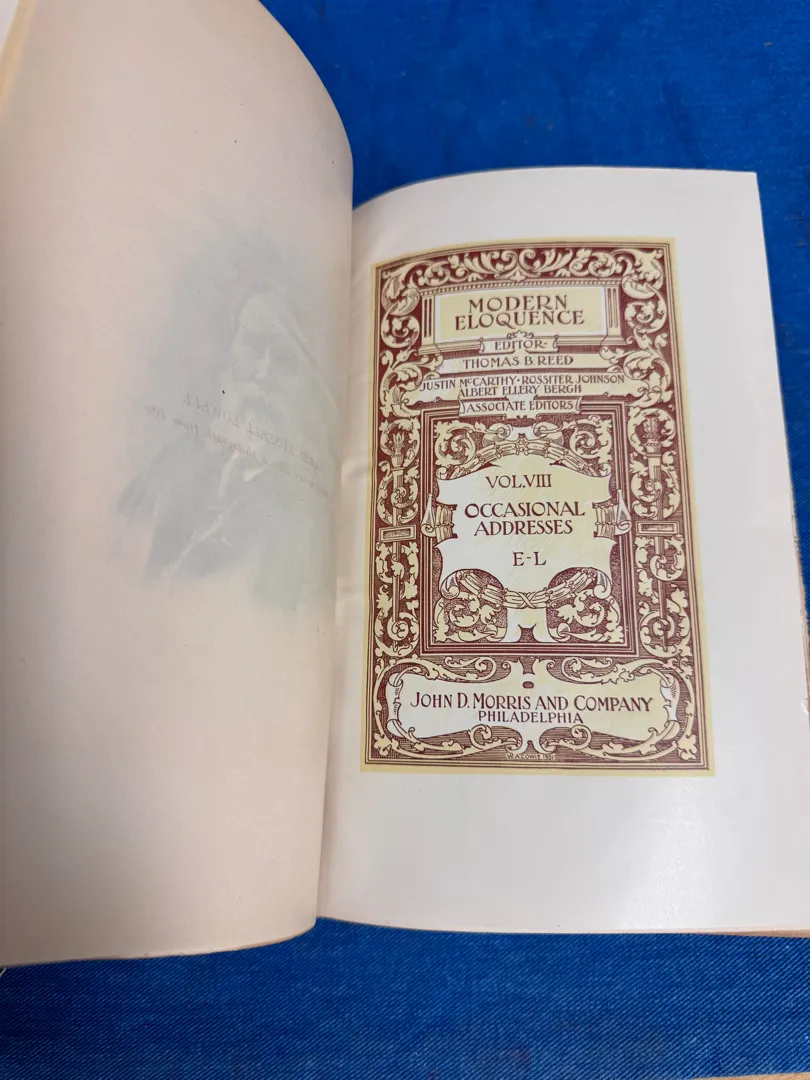 MODERN
ELOQUENCE
EDITOR-
THOMAS B. REED
JUSTIN McCARTHY·ROSSITER JOHNSON
ALBERT ELLERY BERGH
ASSOCIATE EDITORS
VOL.VIII
OCCASIONAL
ADDRESSES
E-L
JOHN D. MORRIS AND COMPANY
PHILADELPHIA